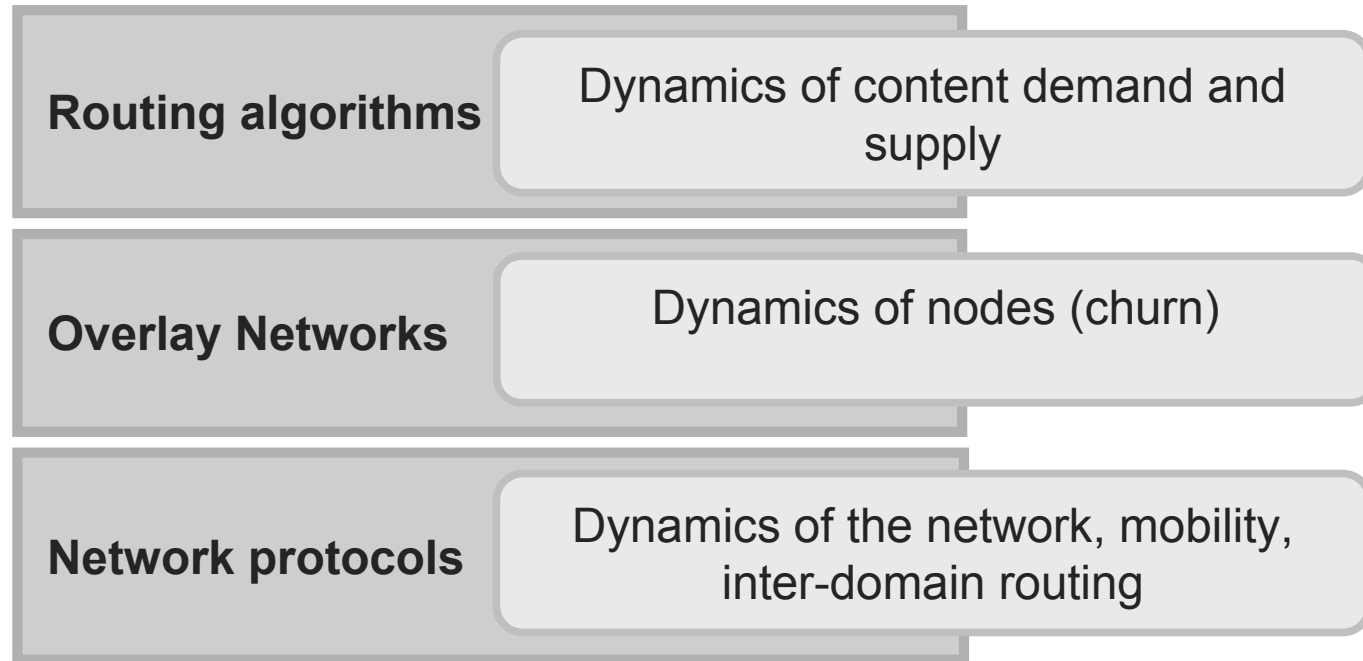 Routing algorithms
Dynamics of content demand and
supply
Overlay Networks
Dynamics of nodes (churn)
Network protocols
Dynamics of the network, mobility,
inter-domain routing